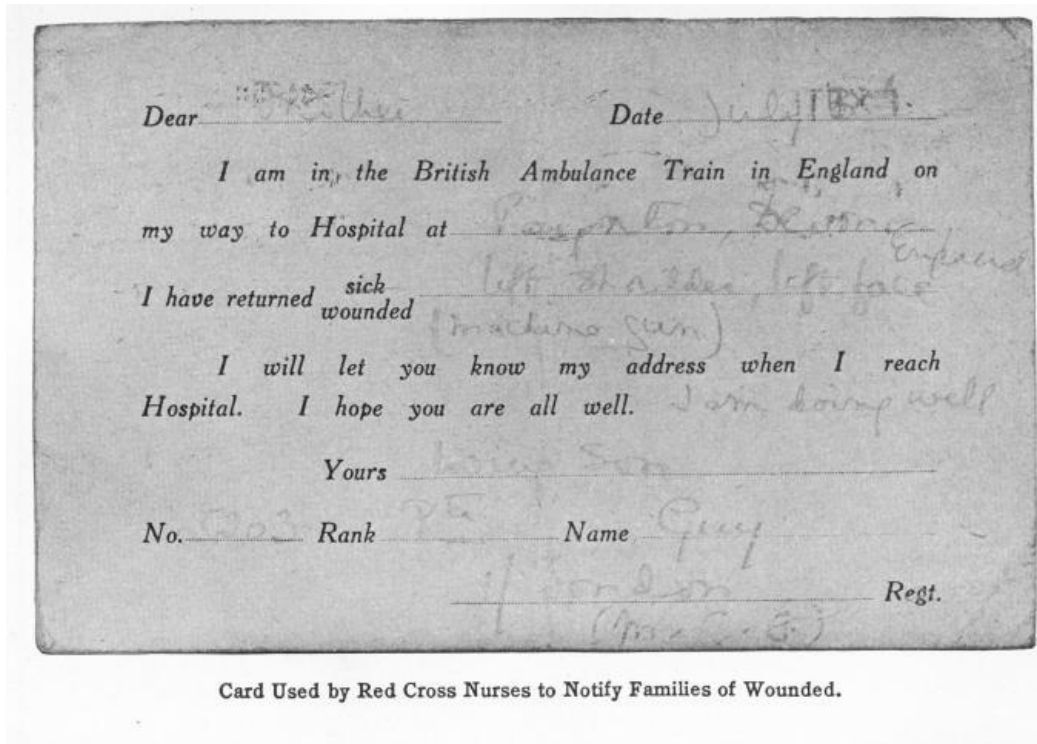 Dear Mother Date July
I am in the British Ambulance Train in England on
my way to Hospital at Paignton, Devon
England
I have returned sick wounded left shoulder, left face
(machine gun)
I will let you know my address when I reach
Hospital. I hope you are all well. I am doing well
Yours loving Son
No. Rank Pte Name Guy
London Regt.
Card Used by Red Cross Nurses to Notify Families of Wounded.